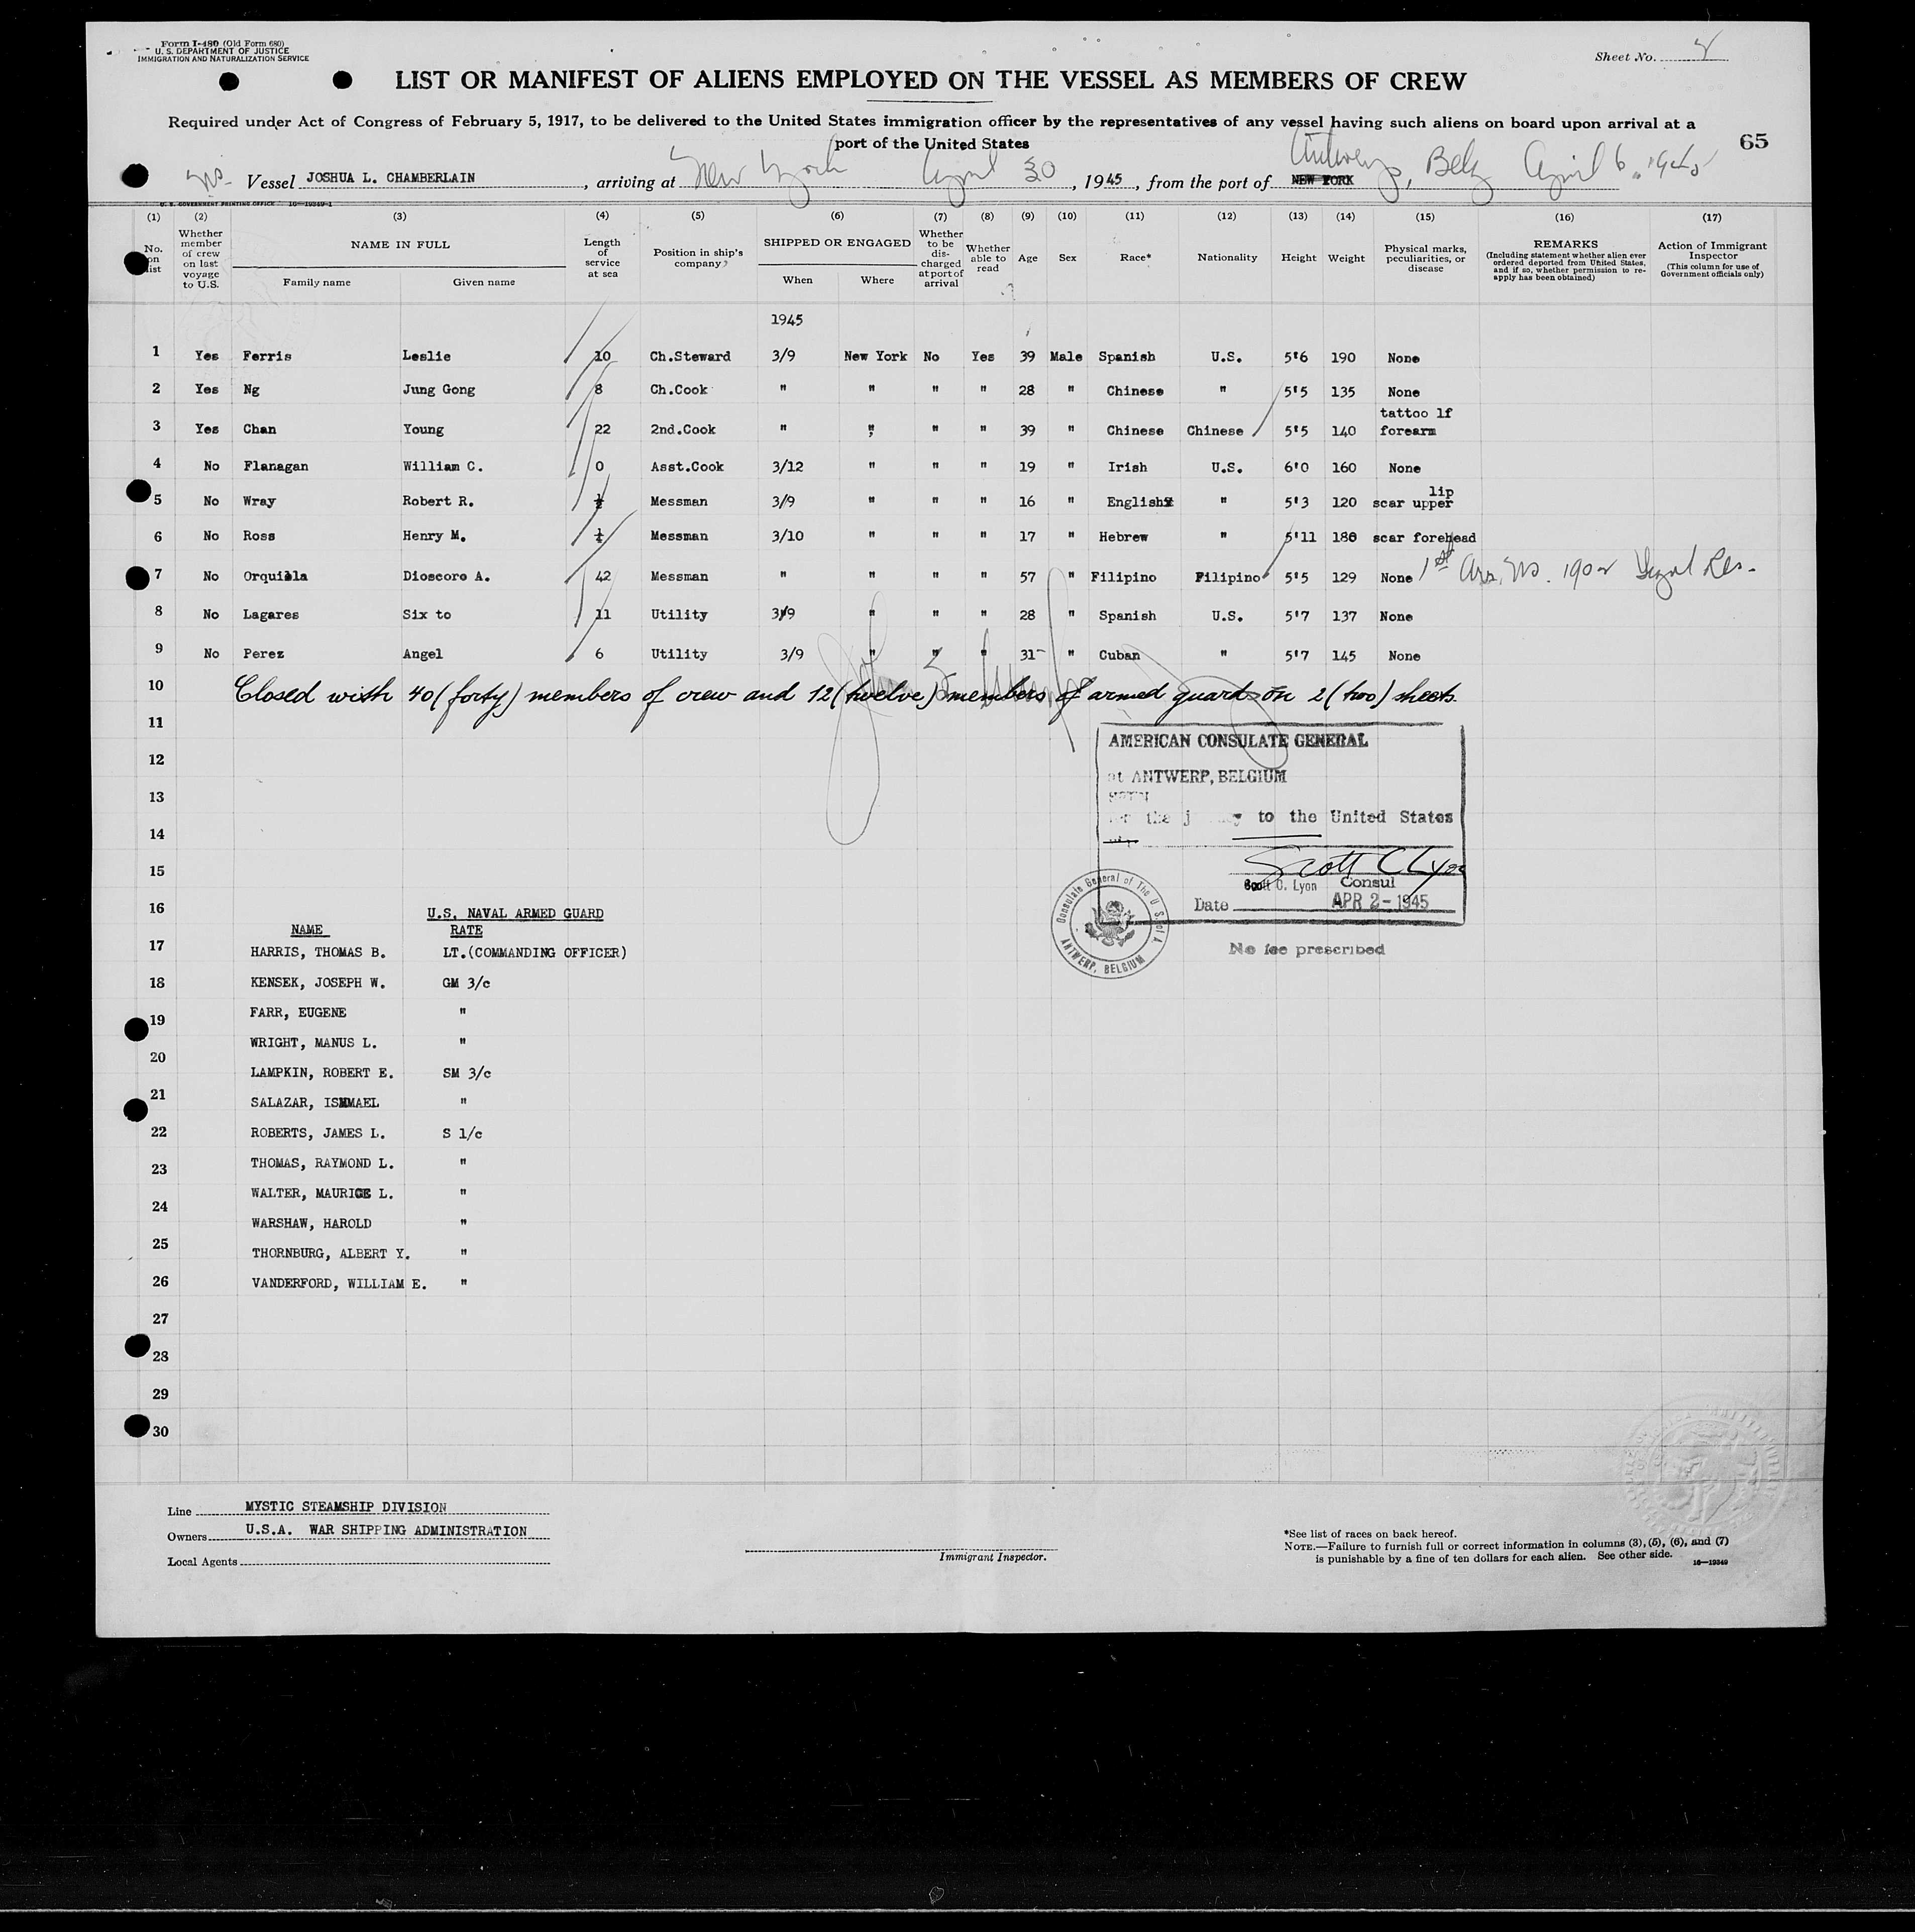 Form I-480 (Old Form 680)
U. S. DEPARTMENT OF JUSTICE
IMMIGRATION AND NATURALIZATION SERVICE
Sheet No. 2
LIST OR MANIFEST OF ALIENS EMPLOYED ON THE VESSEL AS MEMBERS OF CREW
Required under Act of Congress of February 5, 1917, to be delivered to the United States immigration officer by the representatives of any vessel having such aliens on board upon arrival at a
port of the United States
65
Vessel JOSHUA L. CHAMBERLAIN, arriving at New York April 30, 1945, from the port of NEW YORK Antwerp, Belg April 6, 1945
U. S. GOVERNMENT PRINTING OFFICE 16—19349-1
(1) (2) (3) (4) (5) (6) (7) (8) (9) (10) (11) (12) (13) (14) (15) (16) (17)
No. on list
Whether member of crew on last voyage to U.S.
NAME IN FULL
Family name Given name
Length of service at sea
Position in ship's company
SHIPPED OR ENGAGED
When Where
Whether to be discharged at port of arrival
Whether able to read
Age
Sex
Race*
Nationality
Height
Weight
Physical marks, peculiarities, or disease
REMARKS
(Including statement whether alien ever ordered deported from United States, and if so, whether permission to reapply has been obtained)
Action of Immigrant Inspector
(This column for use of Government officials only)
1945
1 Yes Ferris Leslie 10 Ch.Steward 3/9 New York No Yes 39 Male Spanish U.S. 5'6 190 None
2 Yes Ng Jung Gong 8 Ch.Cook " " " " 28 " Chinese " 5'5 135 None
3 Yes Chan Young 22 2nd.Cook " " " " 39 " Chinese Chinese 5'5 140 tattoo lf forearm
4 No Flanagan William C. 0 Asst.Cook 3/12 " " " 19 " Irish U.S. 6'0 160 None
5 No Wray Robert R. Messman 3/9 " " " 16 " English " 5'3 120 scar upper lip
6 No Ross Henry M. Messman 3/10 " " " 17 " Hebrew " 5'11 180 scar forehead
7 No Orquilla Dioscoro A. 42 Messman " " " " 57 " Filipino Filipino 5'5 129 None 1st Arr. 1902 Legal Res.
8 No Lagares Six to 11 Utility 3/9 " " " 28 " Spanish U.S. 5'7 137 None
9 No Perez Angel 6 Utility 3/9 " " " 31 " Cuban " 5'7 145 None
10 Closed with 40 (forty) members of crew and 12 (twelve) members of armed guards on 2 (two) sheets.
11
12
13
14
15
16
17
18
19
20
21
22
23
24
25
26
27
28
29
30
AMERICAN CONSULATE GENERAL
at ANTWERP, BELGIUM
SEEN
to the United States
Scott C Lyon
Scott C. Lyon Consul
Date APR 2 - 1945
Consulate General of The U.S. of A.
ANTWERP, BELGIUM
No fee prescribed
U.S. NAVAL ARMED GUARD
NAME RATE
HARRIS, THOMAS B. LT.(COMMANDING OFFICER)
KENSEK, JOSEPH W. GM 3/c
FARR, EUGENE "
WRIGHT, MANUS L. "
LAMPKIN, ROBERT E. SM 3/c
SALAZAR, ISMMAEL "
ROBERTS, JAMES L. S 1/c
THOMAS, RAYMOND L. "
WALTER, MAURICE L. "
WARSHAW, HAROLD "
THORNBURG, ALBERT Y. "
VANDERFORD, WILLIAM E. "
Line MYSTIC STEAMSHIP DIVISION
Owners U.S.A. WAR SHIPPING ADMINISTRATION
Local Agents
Immigrant Inspector.
*See list of races on back hereof.
NOTE.—Failure to furnish full or correct information in columns (3), (5), (6), and (7)
is punishable by a fine of ten dollars for each alien. See other side.
16—19349